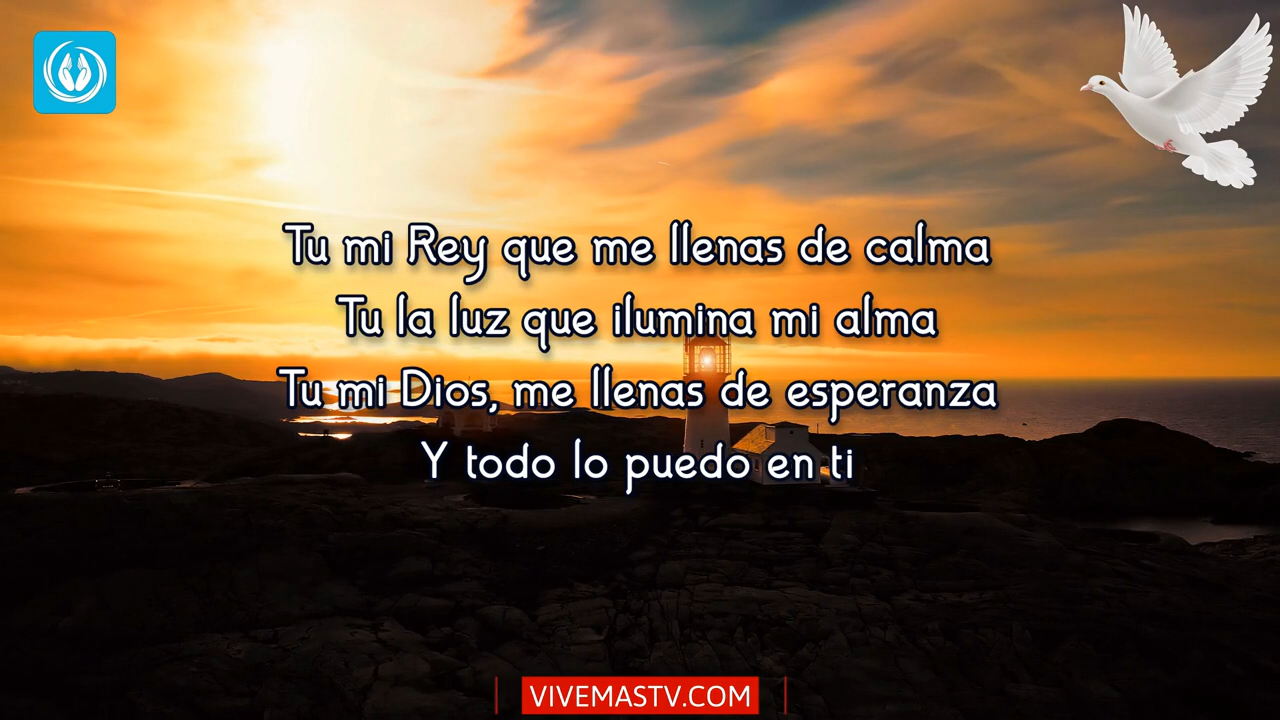 Tu mi Rey que me llenas de calma
Tu la luz que ilumina mi alma
Tu mi Dios, me llenas de esperanza
Y todo lo puedo en ti
VIVEMASTV.COM